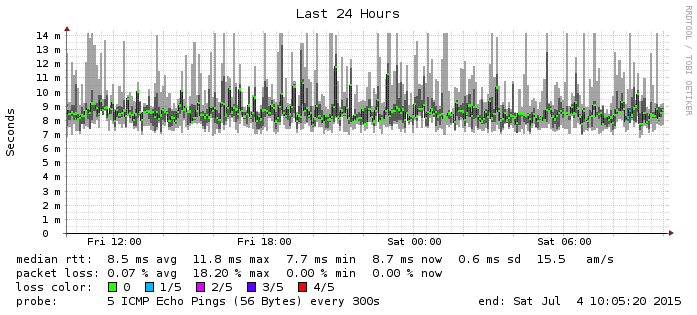 Last 24 Hours
RRDTOOL / TOBI OETIKER
Seconds
14 m
13 m
12 m
11 m
10 m
9 m
8 m
7 m
6 m
5 m
4 m
3 m
2 m
1 m
0
Fri 12:00 Fri 18:00 Sat 00:00 Sat 06:00
median rtt: 8.5 ms avg 11.8 ms max 7.7 ms min 8.7 ms now 0.6 ms sd 15.5 am/s
packet loss: 0.07 % avg 18.20 % max 0.00 % min 0.00 % now
loss color: 0 1/5 2/5 3/5 4/5
probe: 5 ICMP Echo Pings (56 Bytes) every 300s end: Sat Jul 4 10:05:20 2015